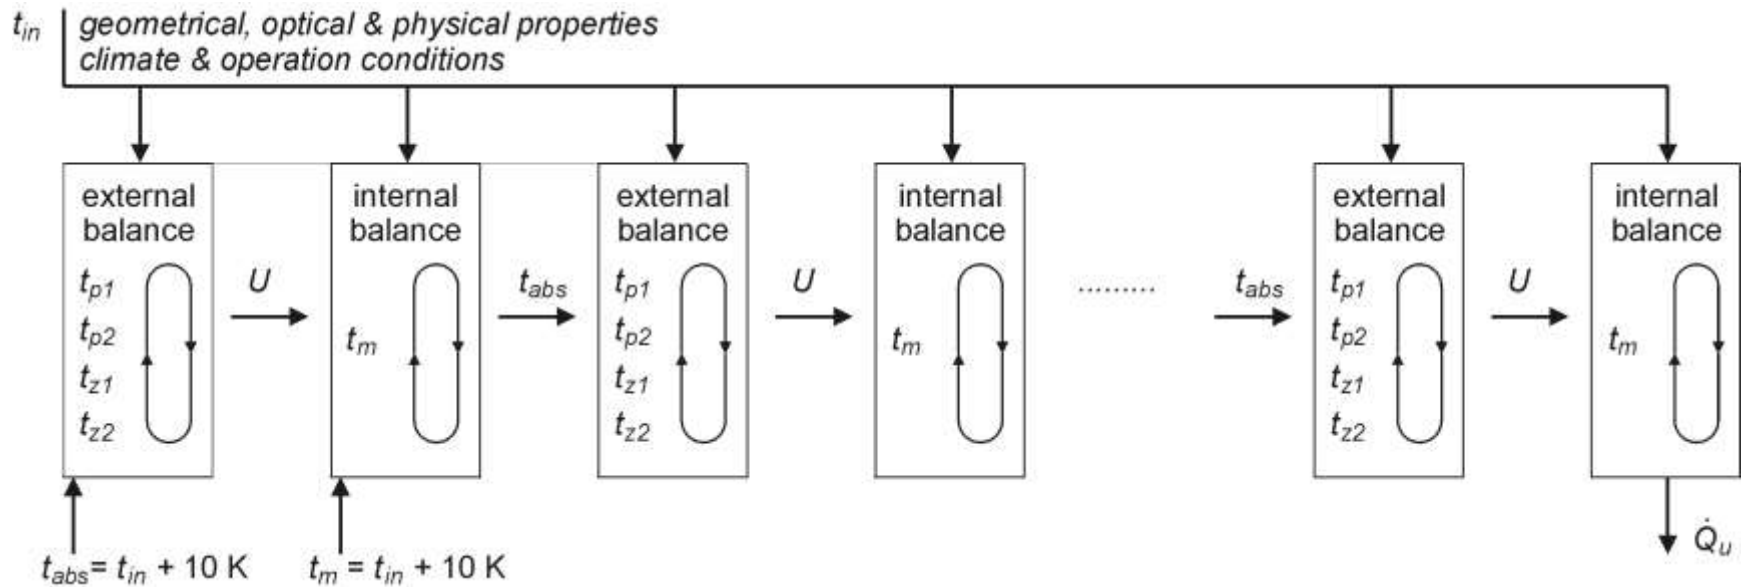 t_in geometrical, optical & physical properties
climate & operation conditions
external balance
internal balance
external balance
internal balance
external balance
internal balance
t_p1
t_p2
t_z1
t_z2
U
t_m
t_abs
t_p1
t_p2
t_z1
t_z2
U
t_m
.........
t_abs
t_p1
t_p2
t_z1
t_z2
U
t_m
t_abs= t_in + 10 K
t_m = t_in + 10 K
Q̇_u